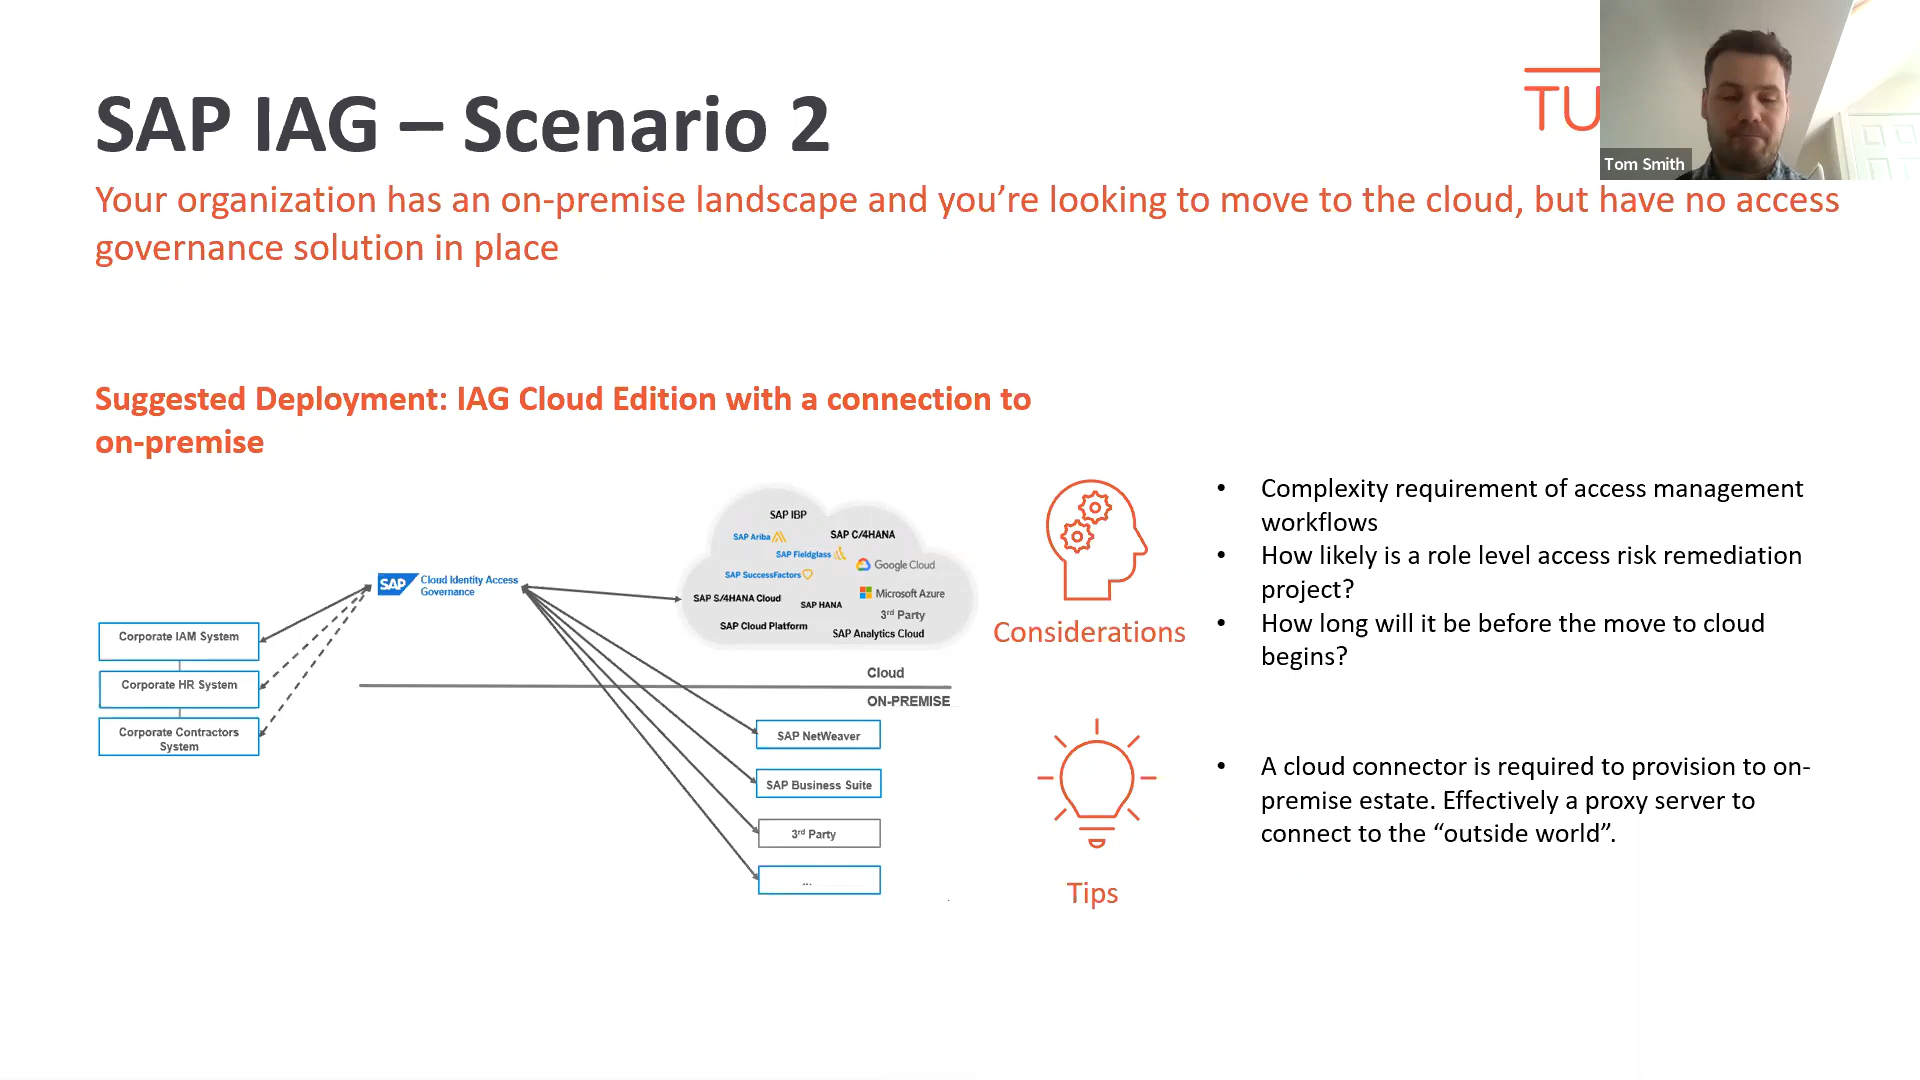 SAP IAG – Scenario 2
TU
Tom Smith
Your organization has an on-premise landscape and you’re looking to move to the cloud, but have no access
governance solution in place
Suggested Deployment: IAG Cloud Edition with a connection to
on-premise
SAP Cloud Identity Access
Governance
Corporate IAM System
Corporate HR System
Corporate Contractors
System
SAP IBP
SAP Ariba
SAP C/4HANA
SAP Fieldglass
Google Cloud
SAP SuccessFactors
Microsoft Azure
SAP S/4HANA Cloud
SAP HANA
3rd Party
SAP Cloud Platform
SAP Analytics Cloud
Cloud
ON-PREMISE
SAP NetWeaver
SAP Business Suite
3rd Party
...
Considerations
• Complexity requirement of access management
workflows
• How likely is a role level access risk remediation
project?
• How long will it be before the move to cloud
begins?
Tips
• A cloud connector is required to provision to on-
premise estate. Effectively a proxy server to
connect to the “outside world”.